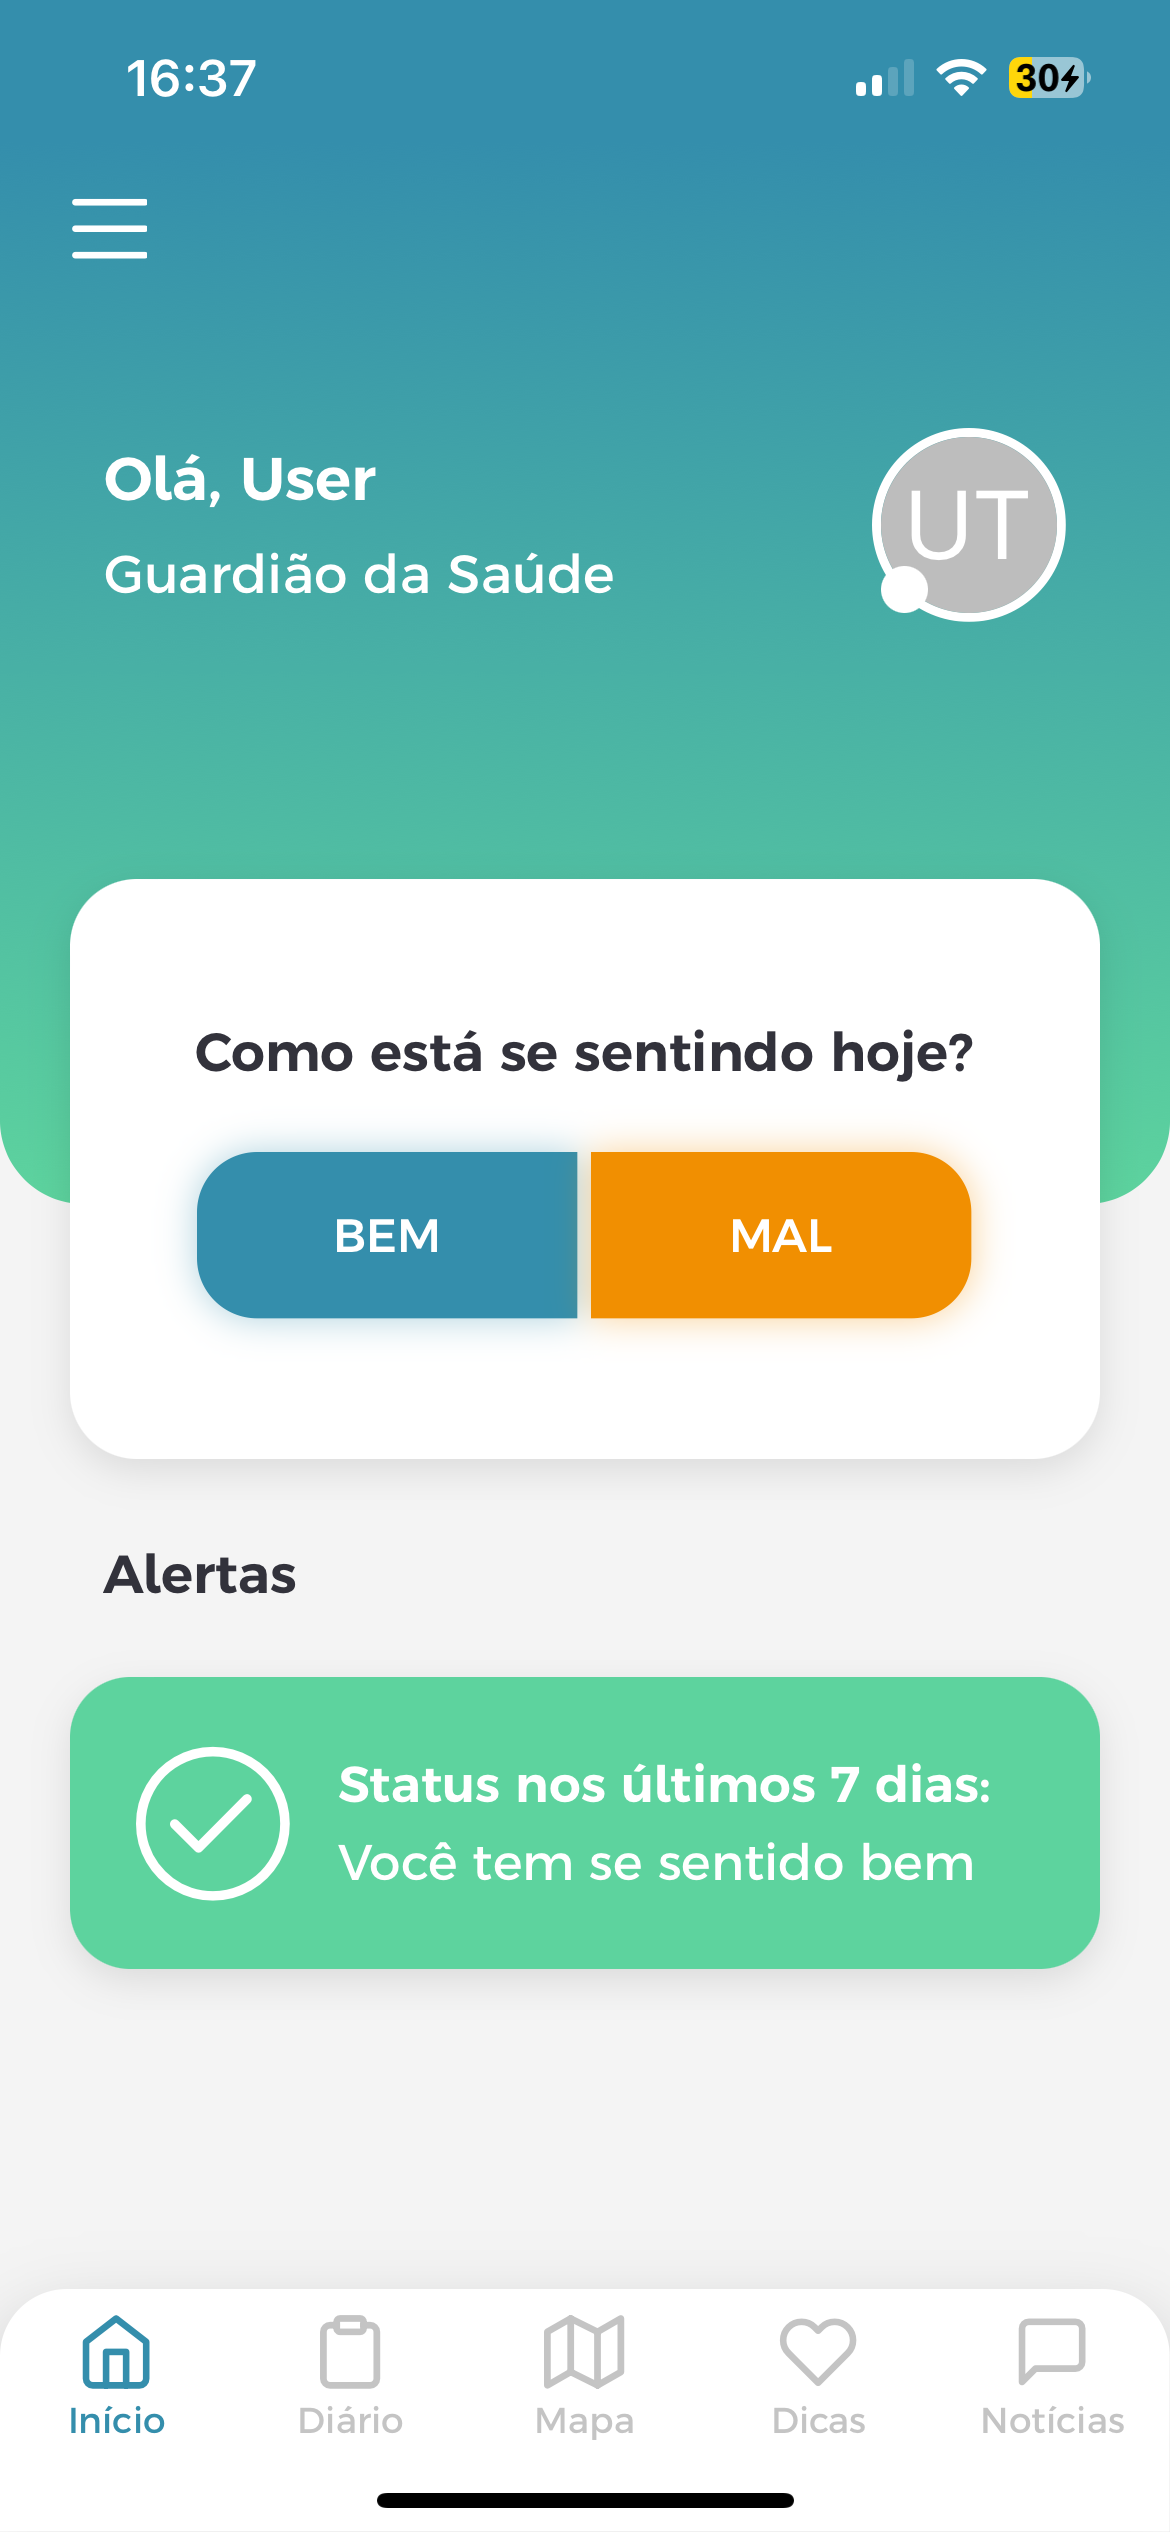 16:37
30
Olá, User
Guardião da Saúde
UT
Como está se sentindo hoje?
BEM
MAL
Alertas
Status nos últimos 7 dias:
Você tem se sentido bem
Início
Diário
Mapa
Dicas
Notícias